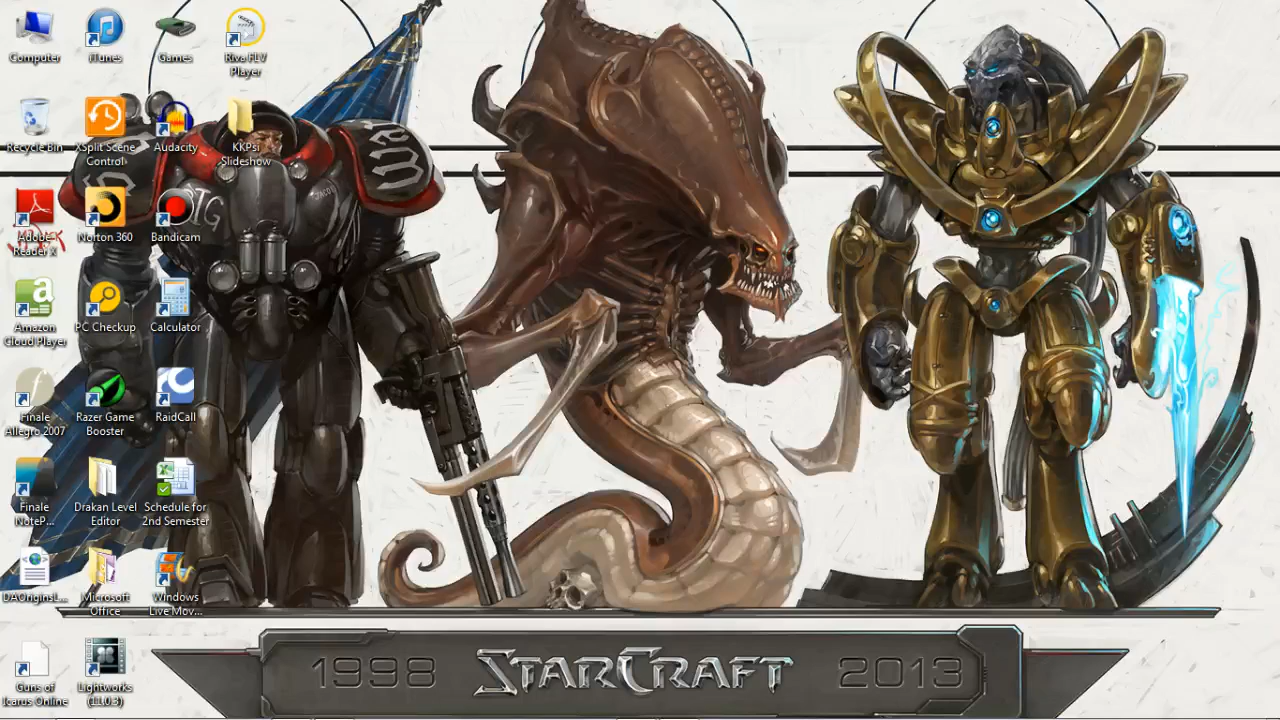 Computer
iTunes
Games
Riva FLV
Player
Recycle Bin
XSplit Scene
Control
Audacity
KKPsi
Slideshow
Adobe
Reader X
Norton 360
Bandicam
Amazon
Cloud Player
PC Checkup
Calculator
Finale
Allegro 2007
Razer Game
Booster
RaidCall
Finale
NoteP...
Drakan Level
Editor
Schedule for
2nd Semester
DAOriginsL...
Microsoft
Office
Windows
Live Mov...
Guns of
Icarus Online
Lightworks
(11.0.3)
1998 STARCRAFT 2013